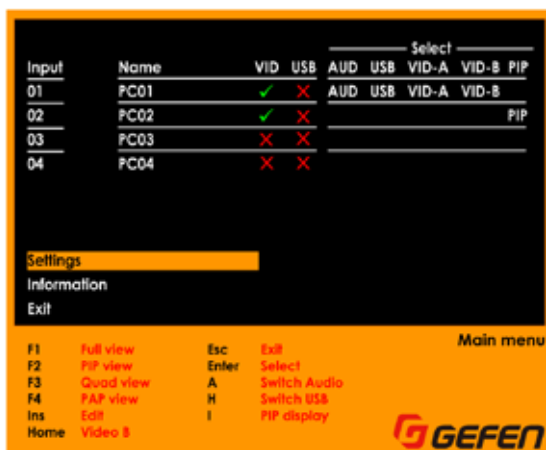 Select
Input Name VID USB AUD USB VID-A VID-B PIP
01 PC01 ✓ X AUD USB VID-A VID-B
02 PC02 ✓ X PIP
03 PC03 X X
04 PC04 X X
Settings
Information
Exit
Main menu
F1 Full view Esc Exit
F2 PIP view Enter Select
F3 Quad view A Switch Audio
F4 PAP view H Switch USB
Ins Edit I PIP display
Home Video B
GEFEN